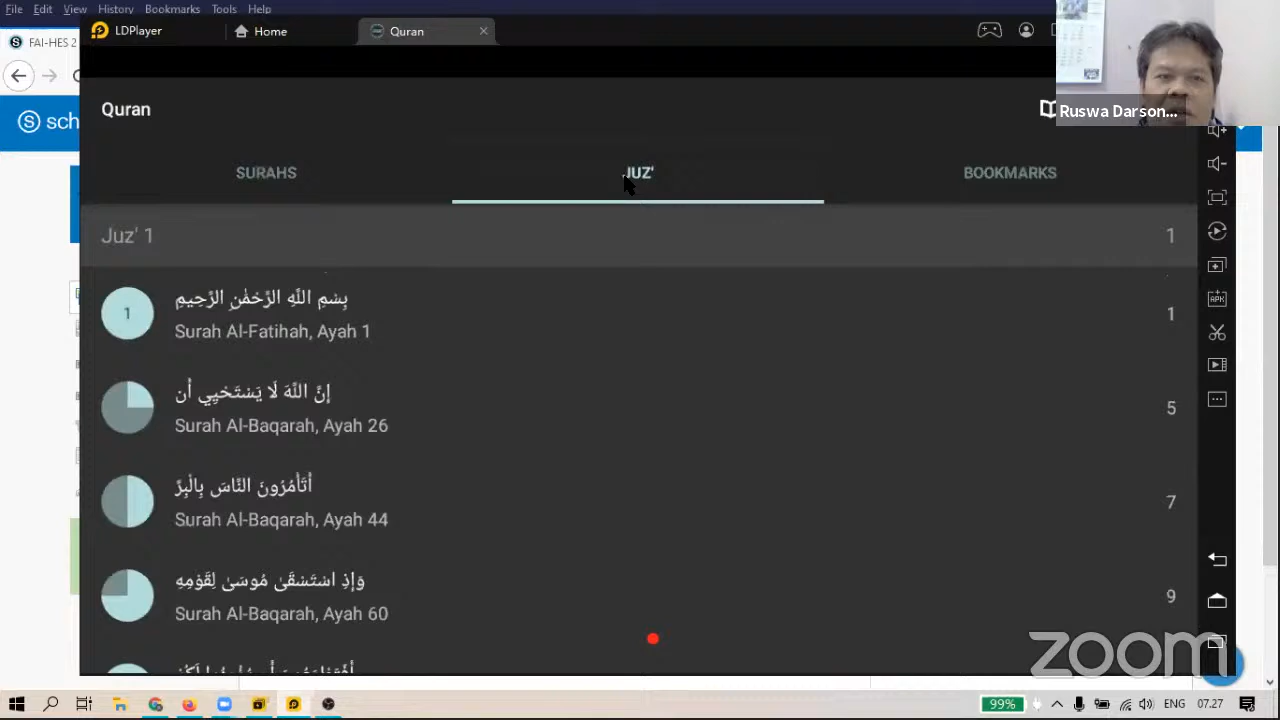 File Edit View History Bookmarks Tools Help
LDPlayer Home Quran
FAI-HES 2
Quran
Ruswa Darson...
sch
SURAHS JUZ' BOOKMARKS
Juz' 1 1
1
بِسْمِ اللَّهِ الرَّحْمَٰنِ الرَّحِيمِ
Surah Al-Fatihah, Ayah 1 1
إِنَّ اللَّهَ لَا يَسْتَحْيِي أَن
Surah Al-Baqarah, Ayah 26 5
أَتَأْمُرُونَ النَّاسَ بِالْبِرِّ
Surah Al-Baqarah, Ayah 44 7
وَإِذِ اسْتَسْقَىٰ مُوسَىٰ لِقَوْمِهِ
Surah Al-Baqarah, Ayah 60 9
APK
zoom
99% ENG 07.27